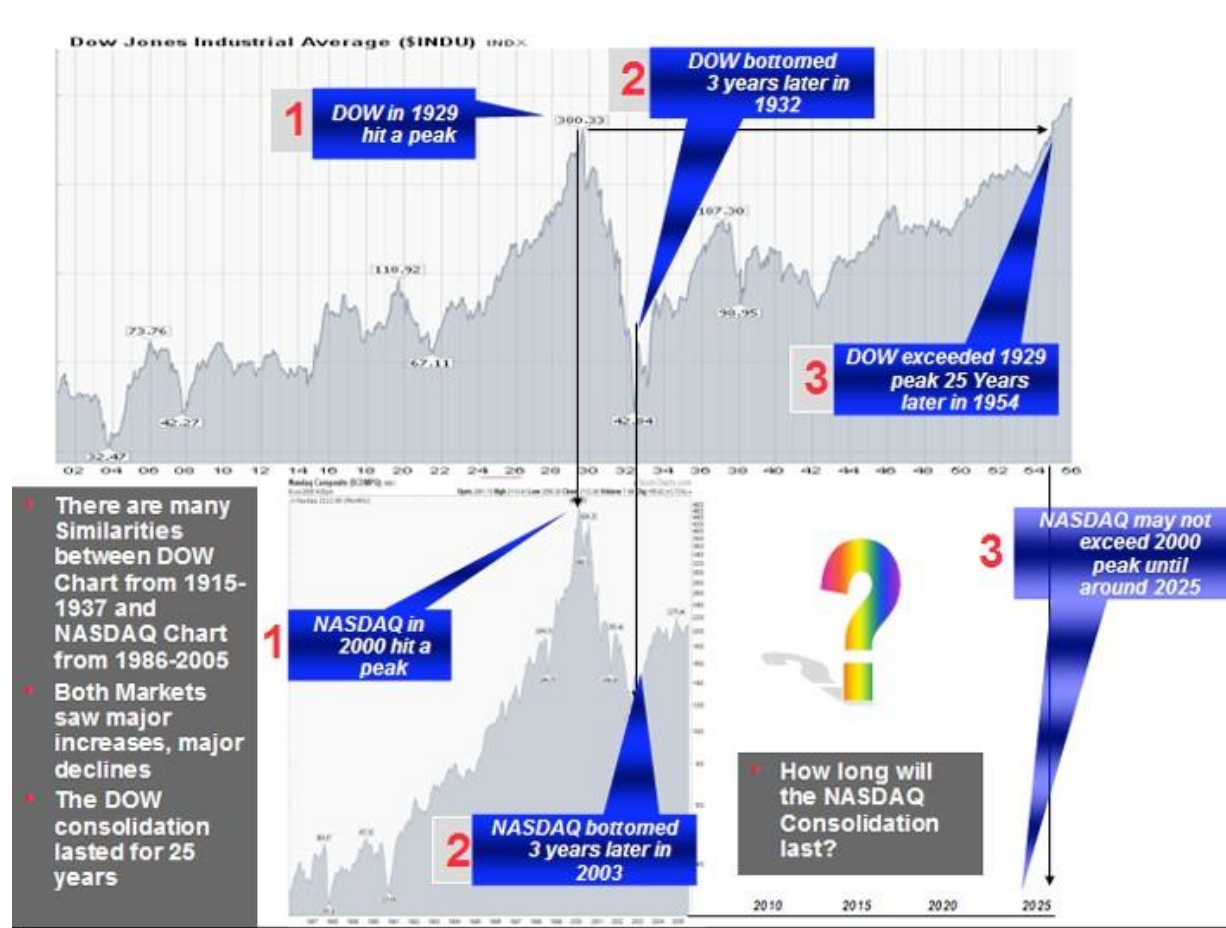 Dow Jones Industrial Average ($INDU) INDX
1
DOW in 1929
hit a peak
2
DOW bottomed
3 years later in
1932
380.33
187.30
110.92
73.76
98.95
67.11
42.84
42.27
32.47
3
DOW exceeded 1929
peak 25 Years
later in 1954
02 04 06 08 10 12 14 16 18 20 22 24 26 28 30 32 34 36 38 40 42 44 46 48 50 52 54 56
There are many
Similarities
between DOW
Chart from 1915-
1937 and
NASDAQ Chart
from 1986-2005
Both Markets
saw major
increases, major
declines
The DOW
consolidation
lasted for 25
years
Nasdaq Composite
1
NASDAQ in
2000 hit a
peak
2
NASDAQ bottomed
3 years later in
2003
?
3
NASDAQ may not
exceed 2000
peak until
around 2025
How long will
the NASDAQ
Consolidation
last?
2010 2015 2020 2025